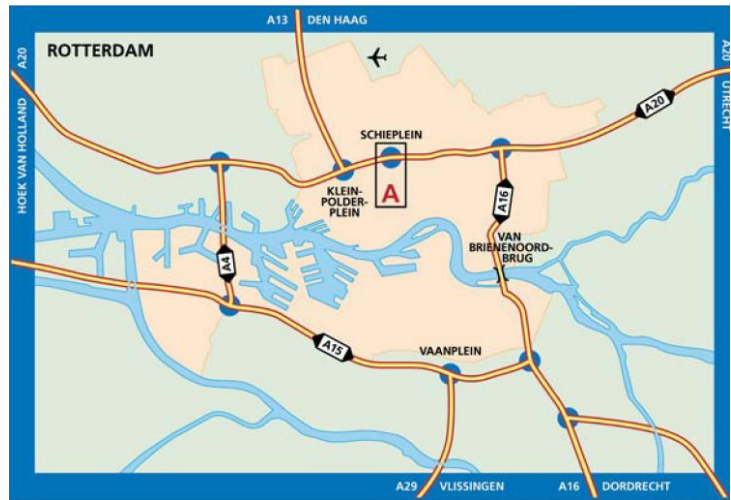 A13 DEN HAAG
ROTTERDAM
A20
A20
UTRECHT
HOEK VAN HOLLAND
SCHIEPLEIN
A20
KLEIN-
POLDER-
PLEIN
A
A16
VAN
BRIENENOORD-
BRUG
A4
A15
VAANPLEIN
A29 VLISSINGEN
A16 DORDRECHT